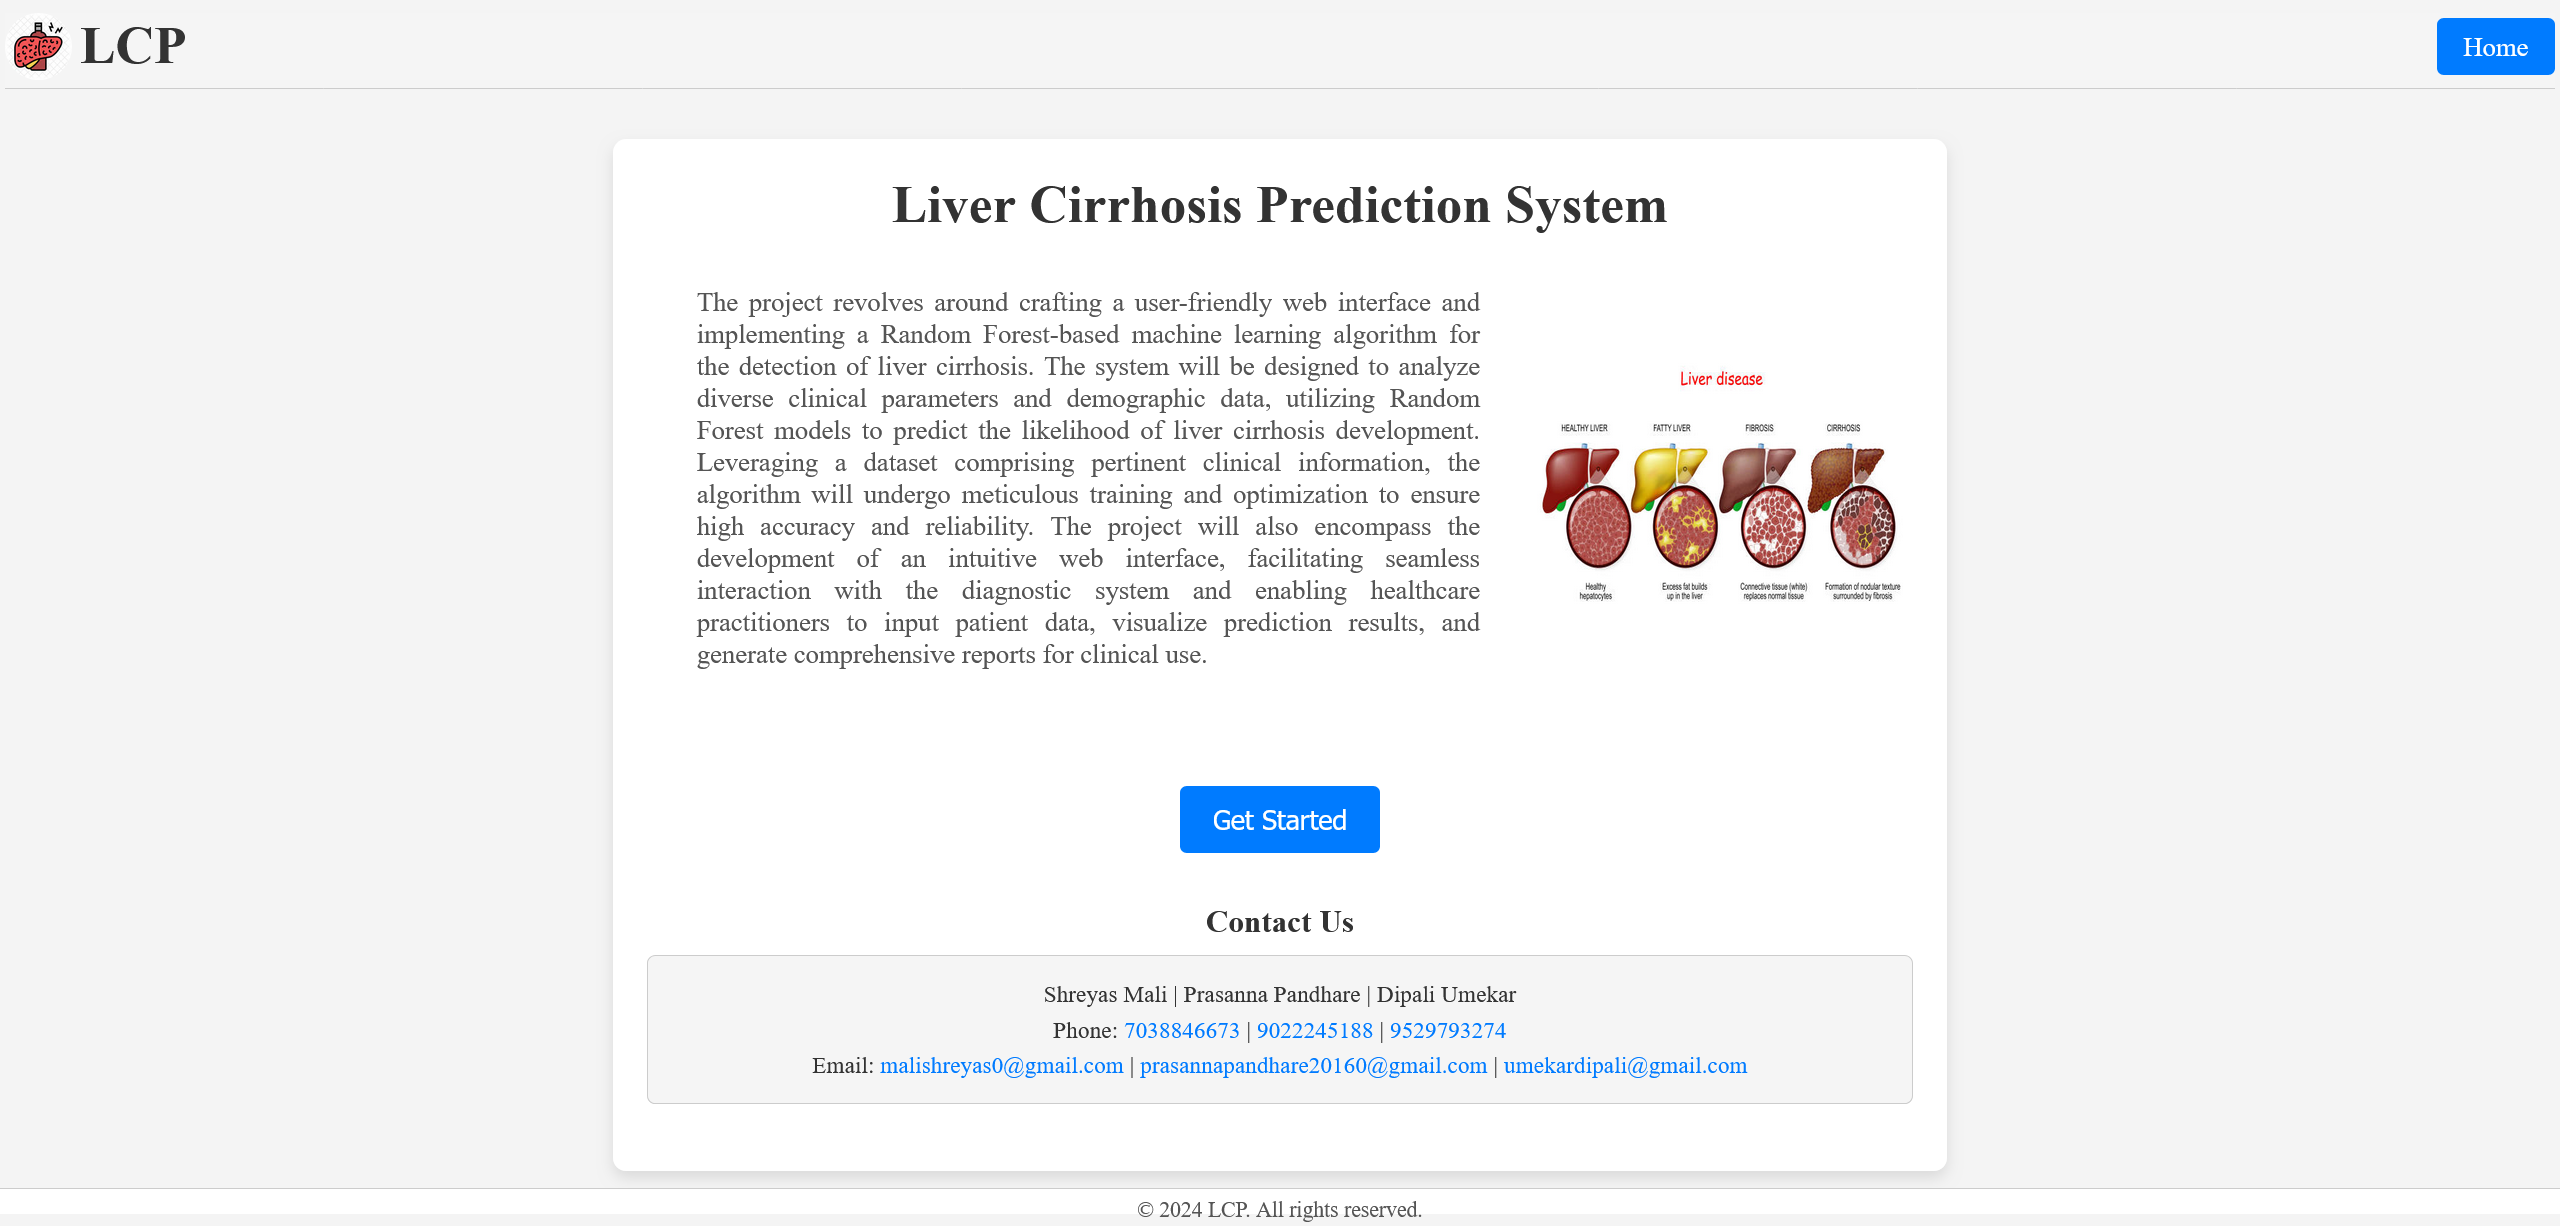 LCP
Home
Liver Cirrhosis Prediction System
The project revolves around crafting a user-friendly web interface and
implementing a Random Forest-based machine learning algorithm for
the detection of liver cirrhosis. The system will be designed to analyze
diverse clinical parameters and demographic data, utilizing Random
Forest models to predict the likelihood of liver cirrhosis development.
Leveraging a dataset comprising pertinent clinical information, the
algorithm will undergo meticulous training and optimization to ensure
high accuracy and reliability. The project will also encompass the
development of an intuitive web interface, facilitating seamless
interaction with the diagnostic system and enabling healthcare
practitioners to input patient data, visualize prediction results, and
generate comprehensive reports for clinical use.
Liver disease
HEALTHY LIVER FATTY LIVER FIBROSIS CIRRHOSIS
Healthy Excess fat builds Connective tissue (white) Formation of nodular texture
hepatocytes up in the liver replaces normal tissue surrounded by fibrosis
Get Started
Contact Us
Shreyas Mali | Prasanna Pandhare | Dipali Umekar
Phone: 7038846673 | 9022245188 | 9529793274
Email: malishreyas0@gmail.com | prasannapandhare20160@gmail.com | umekardipali@gmail.com
© 2024 LCP. All rights reserved.